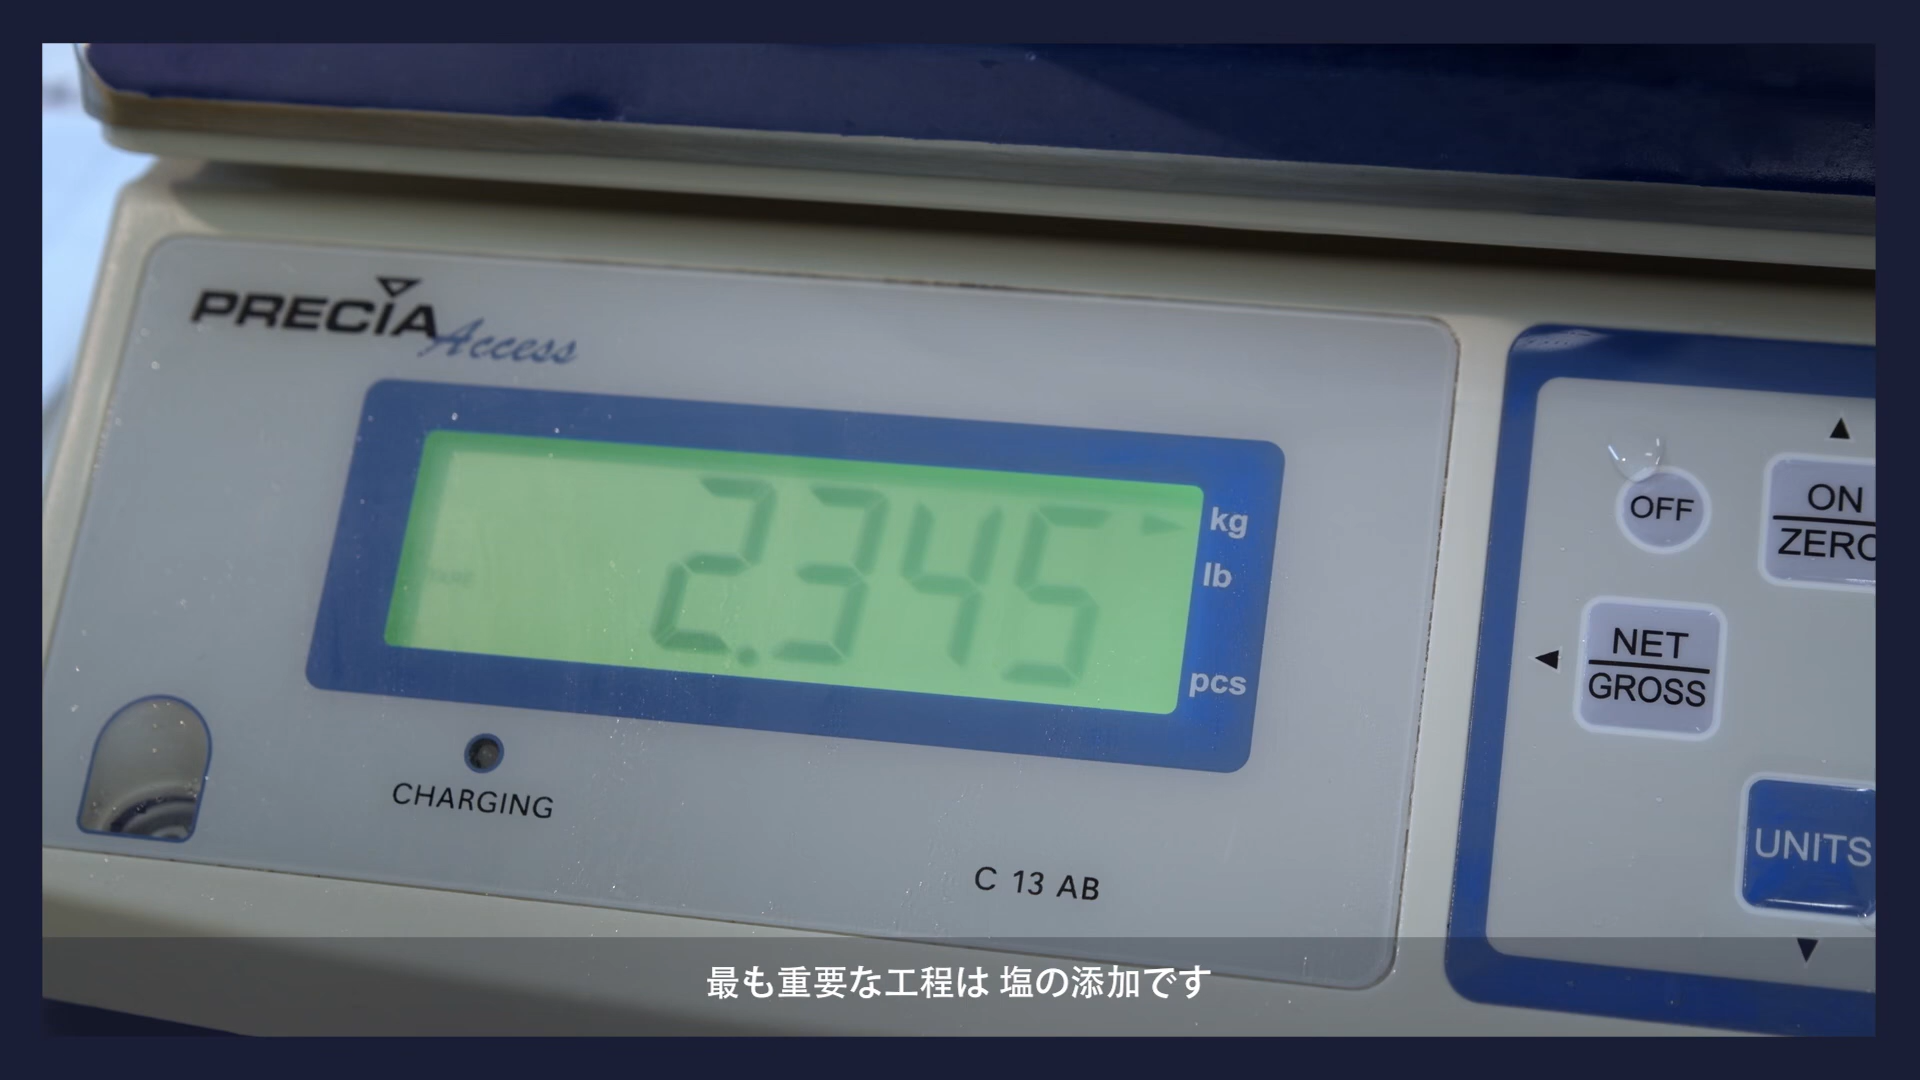 PRECIA Access
2.345
kg
lb
pcs
CHARGING
C 13 AB
OFF
ON
ZERO
NET
GROSS
UNITS
最も重要な工程は 塩の添加です